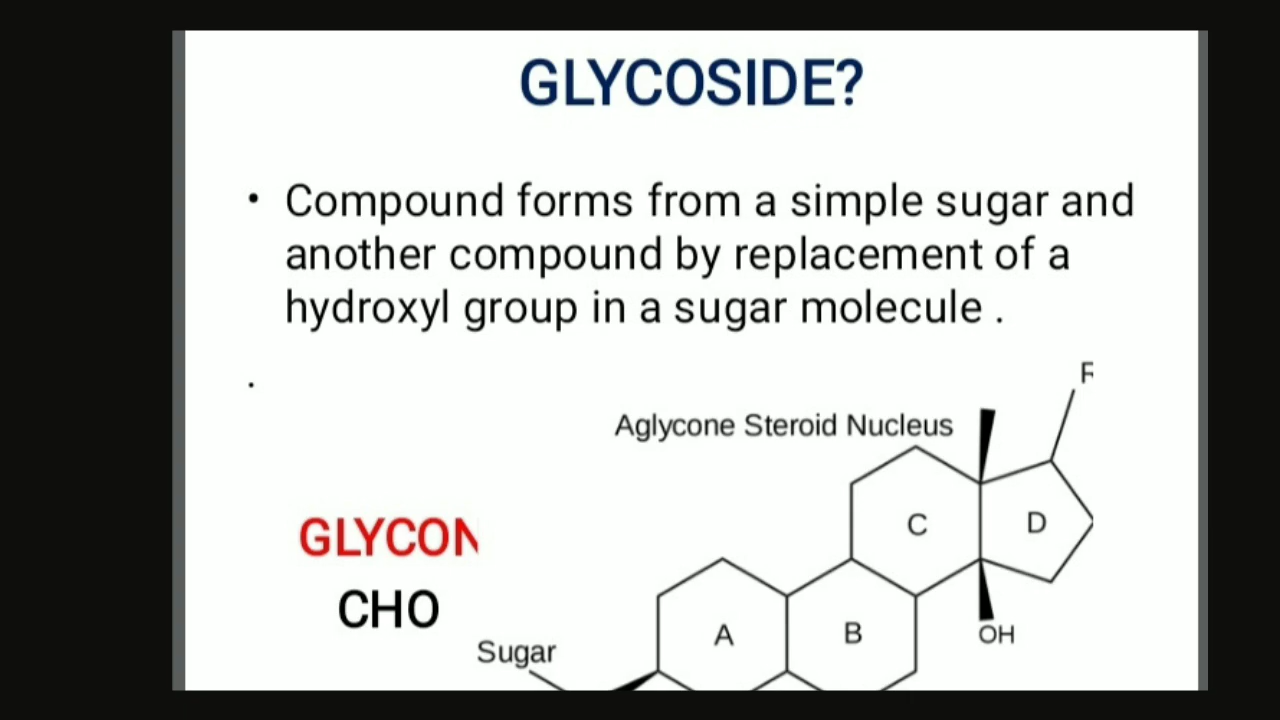 GLYCOSIDE?
• Compound forms from a simple sugar and
another compound by replacement of a
hydroxyl group in a sugar molecule .
.
Aglycone Steroid Nucleus
C
D
GLYCON
CHO
A
B
OH
Sugar